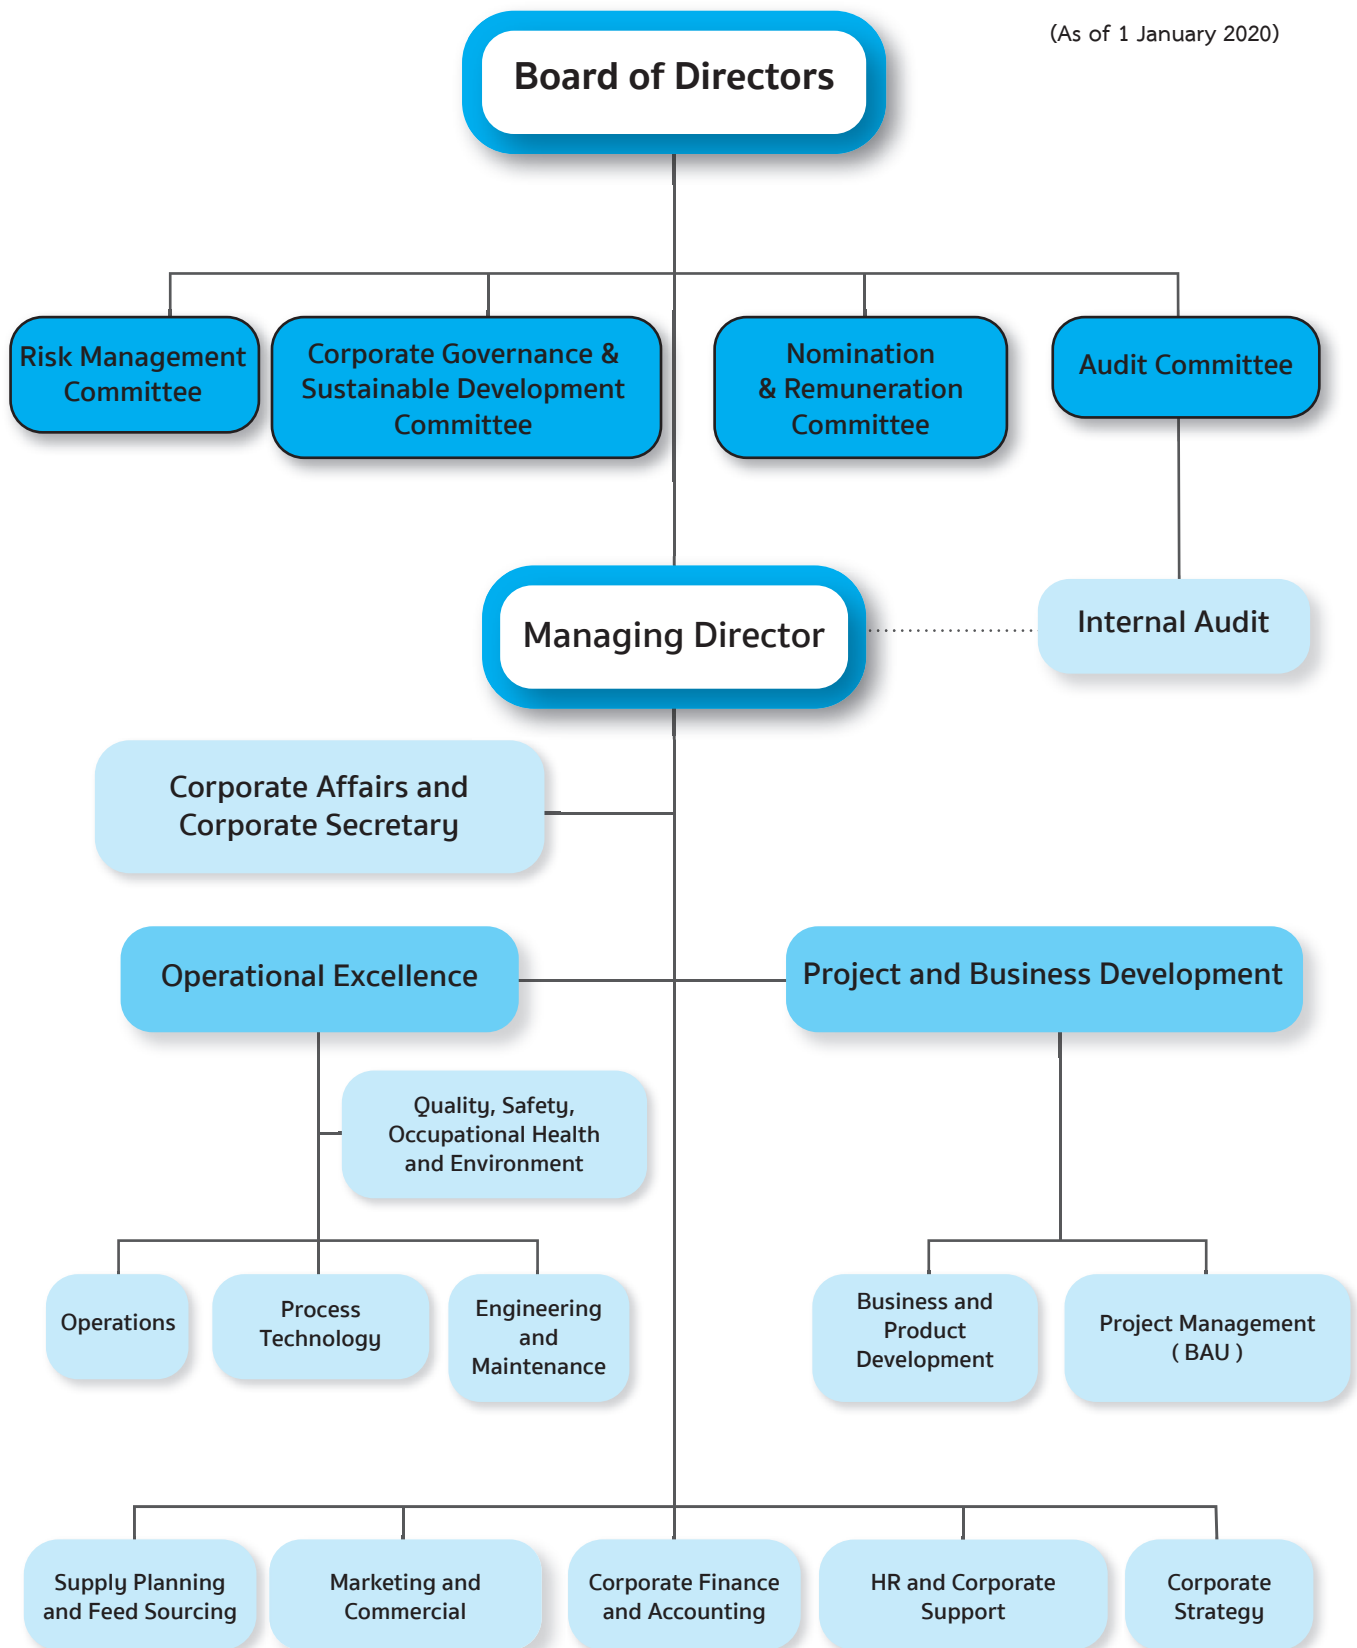 (As of 1 January 2020)
Board of Directors
Risk Management
Committee
Corporate Governance &
Sustainable Development
Committee
Nomination
& Remuneration
Committee
Audit Committee
Managing Director
Internal Audit
Corporate Affairs and
Corporate Secretary
Operational Excellence
Project and Business Development
Quality, Safety,
Occupational Health
and Environment
Operations
Process
Technology
Engineering
and
Maintenance
Business and
Product
Development
Project Management
( BAU )
Supply Planning
and Feed Sourcing
Marketing and
Commercial
Corporate Finance
and Accounting
HR and Corporate
Support
Corporate
Strategy